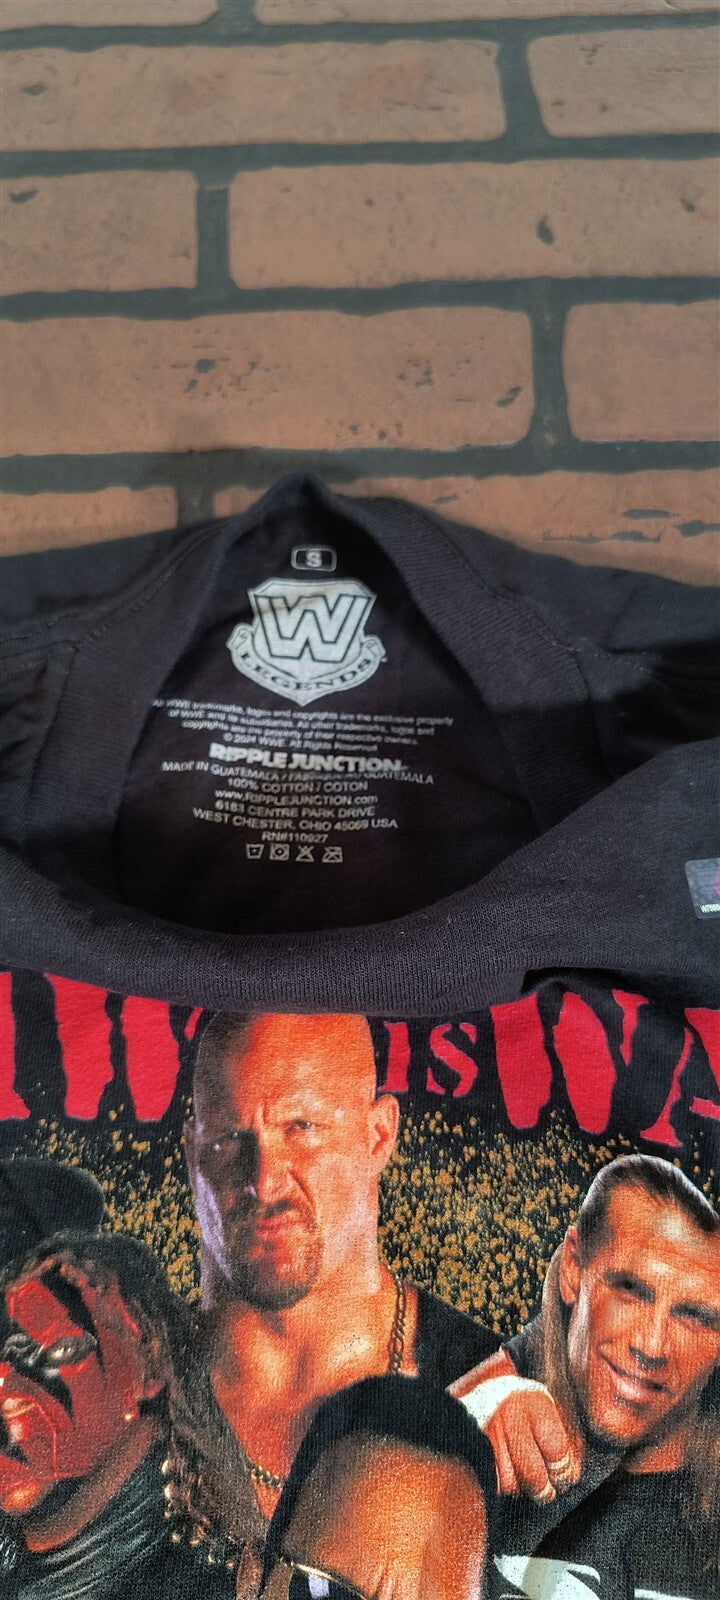 S
W
LEGENDS
All WWE trademarks, logos and copyrights are the exclusive property
of WWE and its subsidiaries. All other trademarks, logos and
copyrights are the property of their respective owners.
© 2024 WWE. All Rights Reserved.
RIPPLE JUNCTION
MADE IN GUATEMALA / FABRIQUÉ AU GUATEMALA
100% COTTON / COTON
www.RIPPLEJUNCTION.com
6183 CENTRE PARK DRIVE
WEST CHESTER, OHIO 45069 USA
RN#110927
AW IS WA